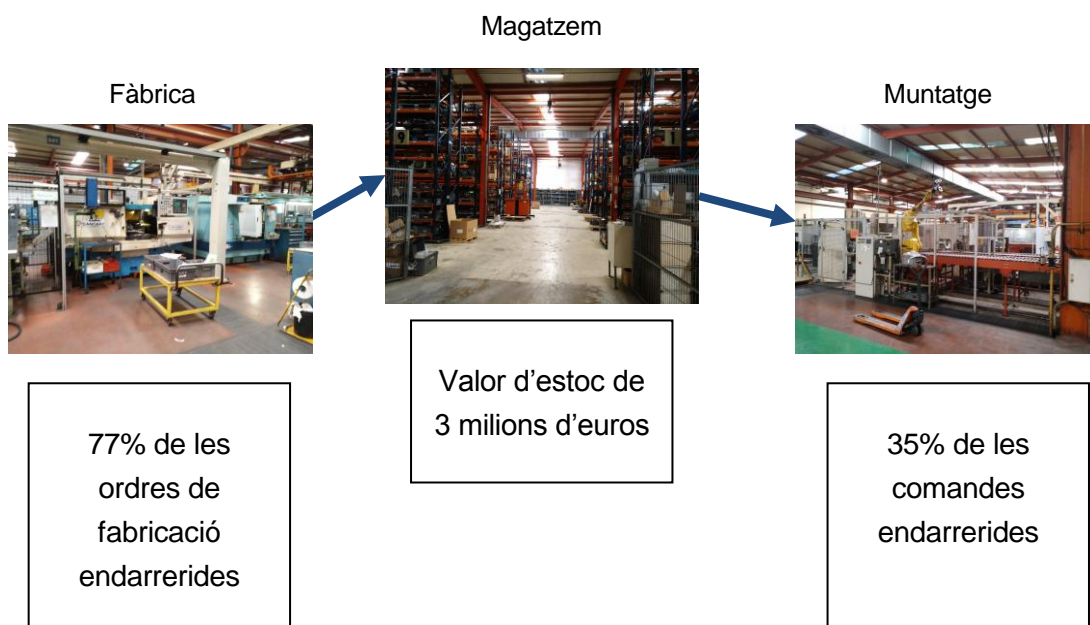 Magatzem
Fàbrica
Muntatge
Valor d’estoc de
3 milions d’euros
77% de les
ordres de
fabricació
endarrerides
35% de les
comandes
endarrerides